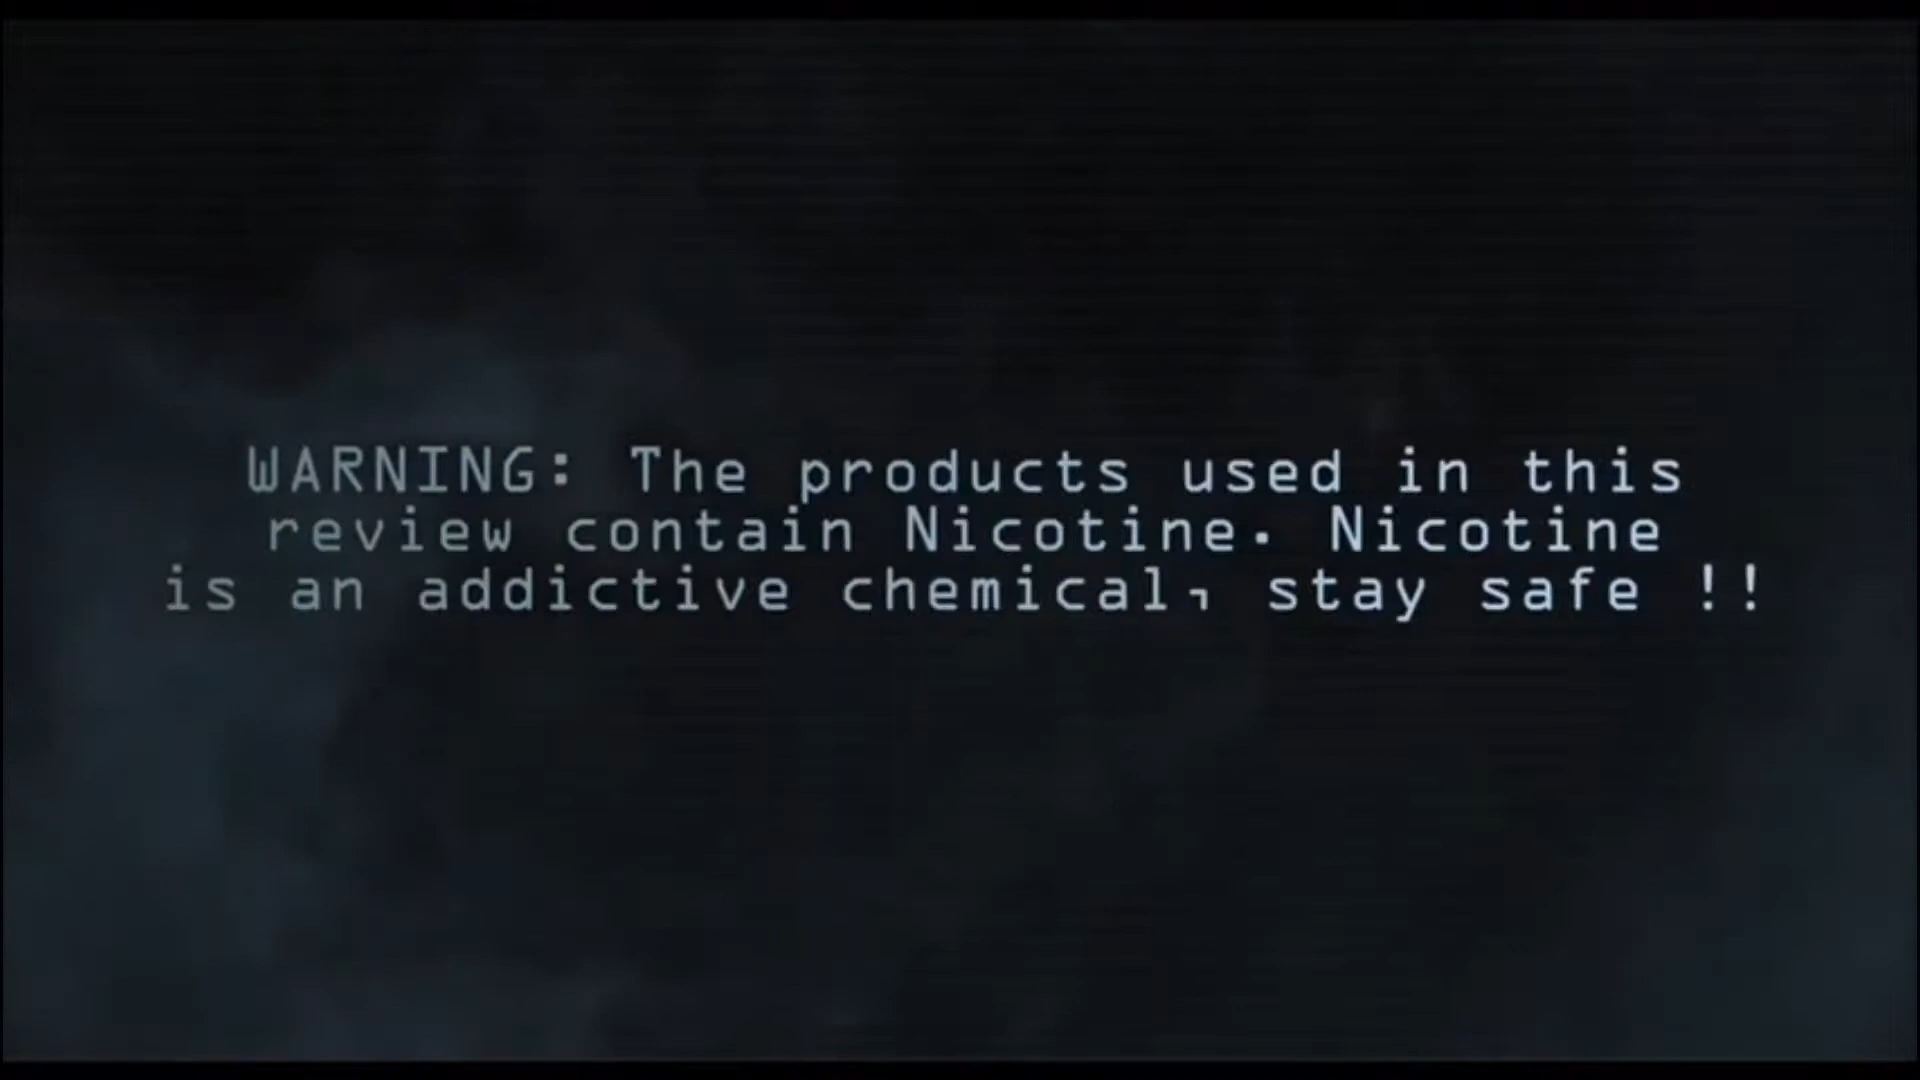 WARNING: The products used in this
review contain Nicotine. Nicotine
is an addictive chemical, stay safe !!